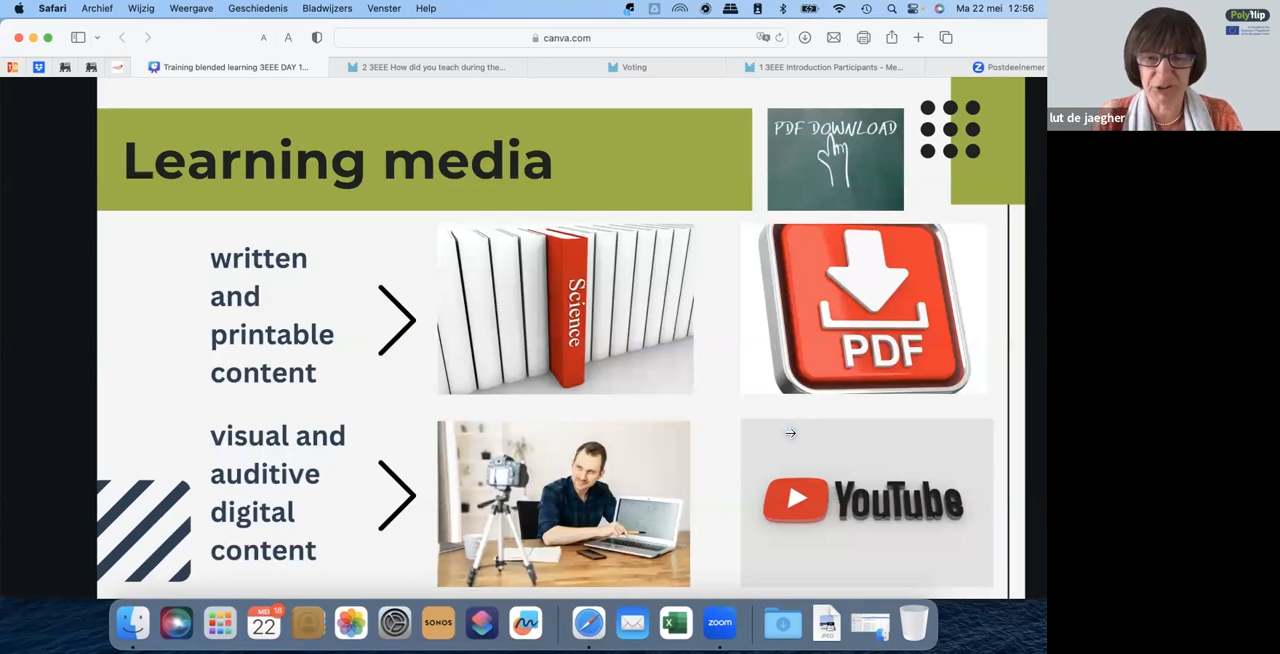 Safari Archief Wijzig Weergave Geschiedenis Bladwijzers Venster Help Ma 22 mei 12:56
A A canva.com
Training blended learning 3EEE DAY 1... 2 3EEE How did you teach during the... Voting 1 3EEE Introduction Participants - Me... Postdeelnemer
PolyFlip
lut de jaegher
Learning media
PDF DOWNLOAD
written
and
printable
content
Science
PDF
visual and
auditive
digital
content
YouTube
MEI
18
22
SONOS
zoom
JPEG